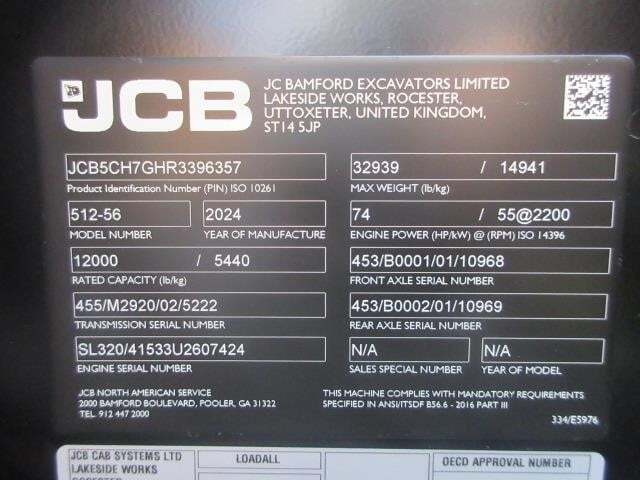 JCB
JC BAMFORD EXCAVATORS LIMITED
LAKESIDE WORKS, ROCESTER,
UTTOXETER, UNITED KINGDOM,
ST14 5JP
JCB5CH7GHR3396357
Product Identification Number (PIN) ISO 10261
32939 / 14941
MAX WEIGHT (lb/kg)
512-56
MODEL NUMBER
2024
YEAR OF MANUFACTURE
74 / 55@2200
ENGINE POWER (HP/kW) @ (RPM) ISO 14396
12000 / 5440
RATED CAPACITY (lb/kg)
453/B0001/01/10968
FRONT AXLE SERIAL NUMBER
455/M2920/02/5222
TRANSMISSION SERIAL NUMBER
453/B0002/01/10969
REAR AXLE SERIAL NUMBER
SL320/41533U2607424
ENGINE SERIAL NUMBER
N/A
SALES SPECIAL NUMBER
N/A
YEAR OF MODEL
JCB NORTH AMERICAN SERVICE
2000 BAMFORD BOULEVARD, POOLER, GA 31322
TEL. 912 447 2000
THIS MACHINE COMPLIES WITH MANDATORY REQUIREMENTS
SPECIFIED IN ANSI/ITSDF B56.6 - 2016 PART III
334/E5976
JCB CAB SYSTEMS LTD
LAKESIDE WORKS
LOADALL
OECD APPROVAL NUMBER